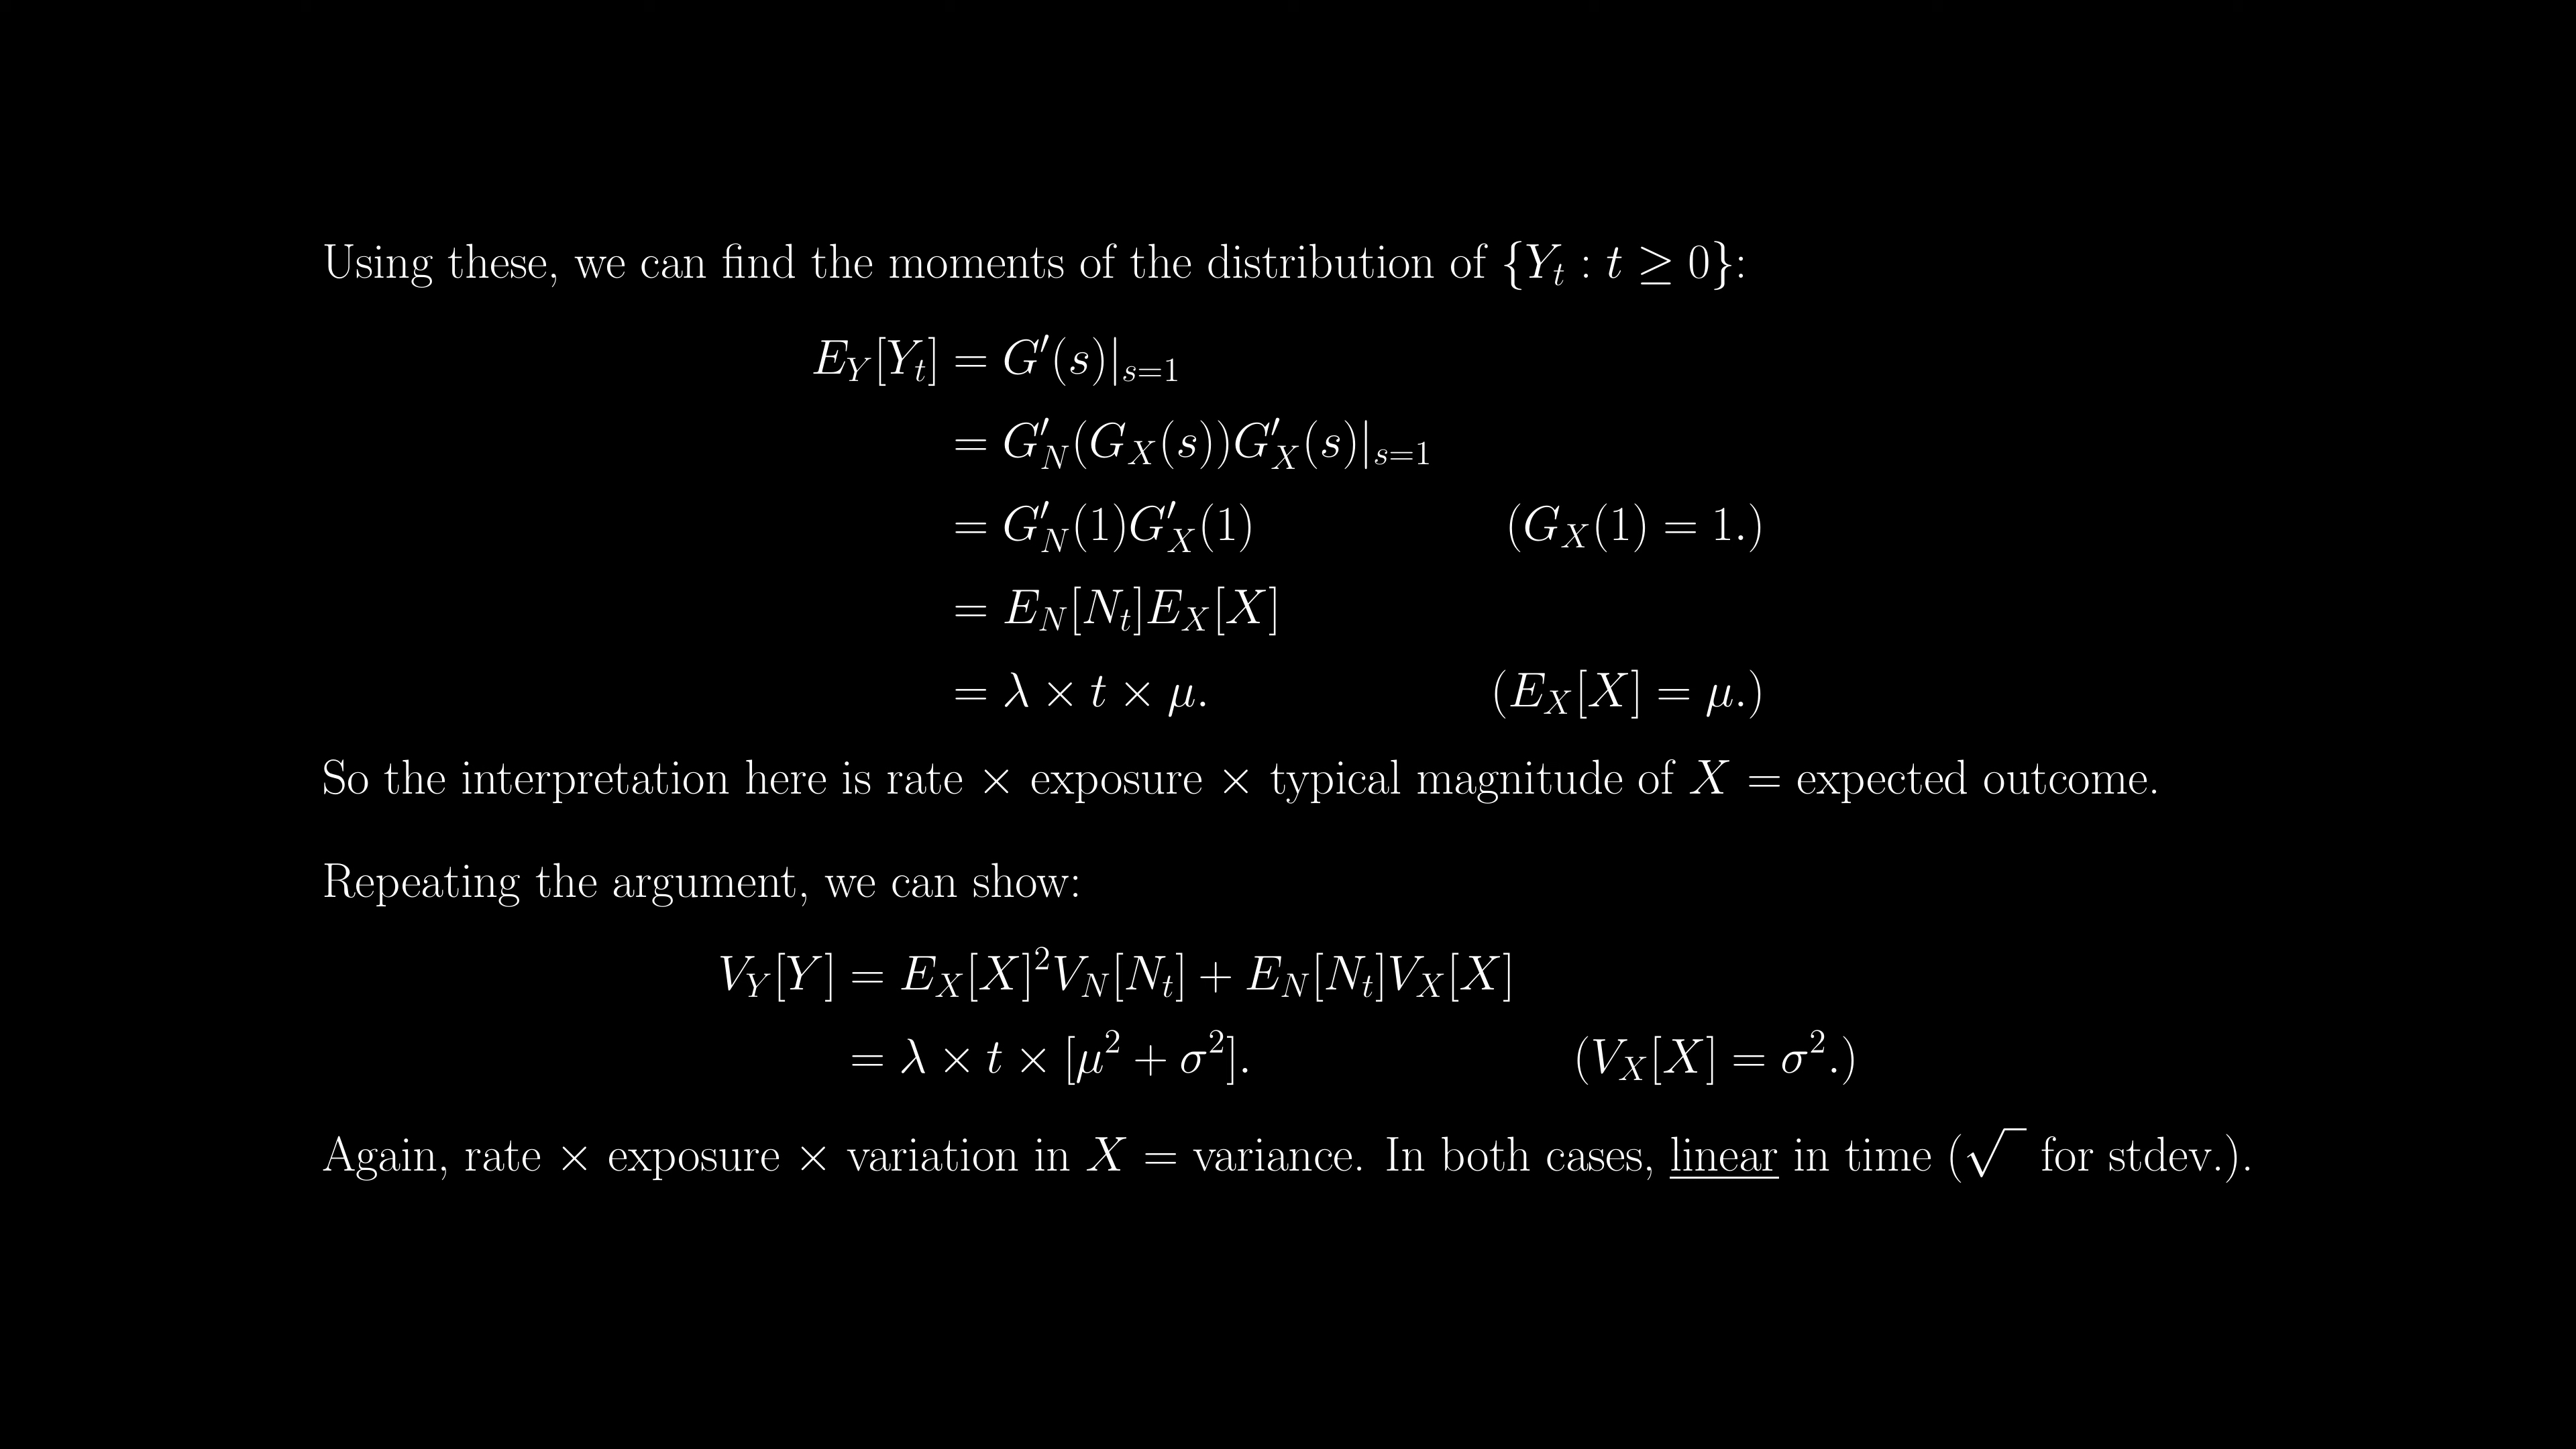 Using these, we can find the moments of the distribution of {Y_t : t ≥ 0}:
E_Y[Y_t] = G′(s)|_{s=1}
= G′_N(G_X(s))G′_X(s)|_{s=1}
= G′_N(1)G′_X(1) (G_X(1) = 1.)
= E_N[N_t]E_X[X]
= λ × t × μ. (E_X[X] = μ.)
So the interpretation here is rate × exposure × typical magnitude of X = expected outcome.
Repeating the argument, we can show:
V_Y[Y] = E_X[X]²V_N[N_t] + E_N[N_t]V_X[X]
= λ × t × [μ² + σ²]. (V_X[X] = σ².)
Again, rate × exposure × variation in X = variance. In both cases, linear in time (√ for stdev.).